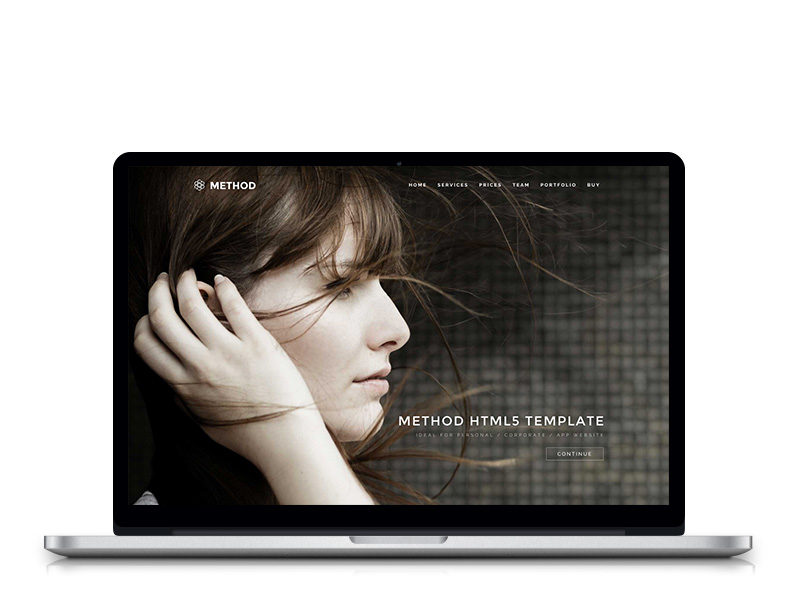 METHOD
HOME SERVICES PRICES TEAM PORTFOLIO BUY
METHOD HTML5 TEMPLATE
IDEAL FOR PERSONAL / CORPORATE / APP WEBSITE
CONTINUE